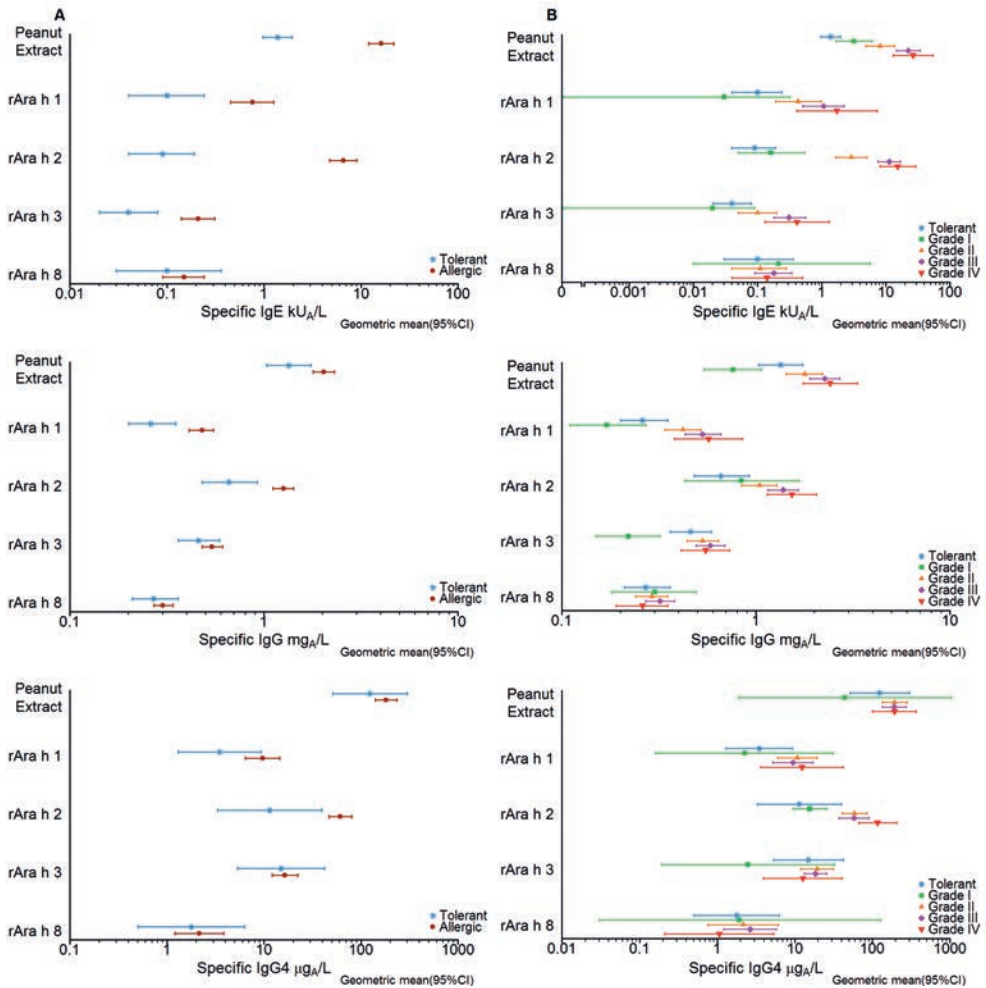 A
Peanut
Extract
rAra h 1
rAra h 2
rAra h 3
rAra h 8
Tolerant
Allergic
0.01
0.1
1
10
100
Specific IgE kUA/L
Geometric mean(95%CI)
B
Peanut
Extract
rAra h 1
rAra h 2
rAra h 3
rAra h 8
Tolerant
Grade I
Grade II
Grade III
Grade IV
0
0.001
0.01
0.1
1
10
100
Specific IgE kUA/L
Geometric mean(95%CI)
Peanut
Extract
rAra h 1
rAra h 2
rAra h 3
rAra h 8
Tolerant
Allergic
0.1
1
10
Specific IgG mgA/L
Geometric mean(95%CI)
Peanut
Extract
rAra h 1
rAra h 2
rAra h 3
rAra h 8
Tolerant
Grade I
Grade II
Grade III
Grade IV
0.1
1
10
Specific IgG mgA/L
Geometric mean(95%CI)
Peanut
Extract
rAra h 1
rAra h 2
rAra h 3
rAra h 8
Tolerant
Allergic
0.1
1
10
100
1000
Specific IgG4 µgA/L
Geometric mean(95%CI)
Peanut
Extract
rAra h 1
rAra h 2
rAra h 3
rAra h 8
Tolerant
Grade I
Grade II
Grade III
Grade IV
0.01
0.1
1
10
100
1000
Specific IgG4 µgA/L
Geometric mean(95%CI)